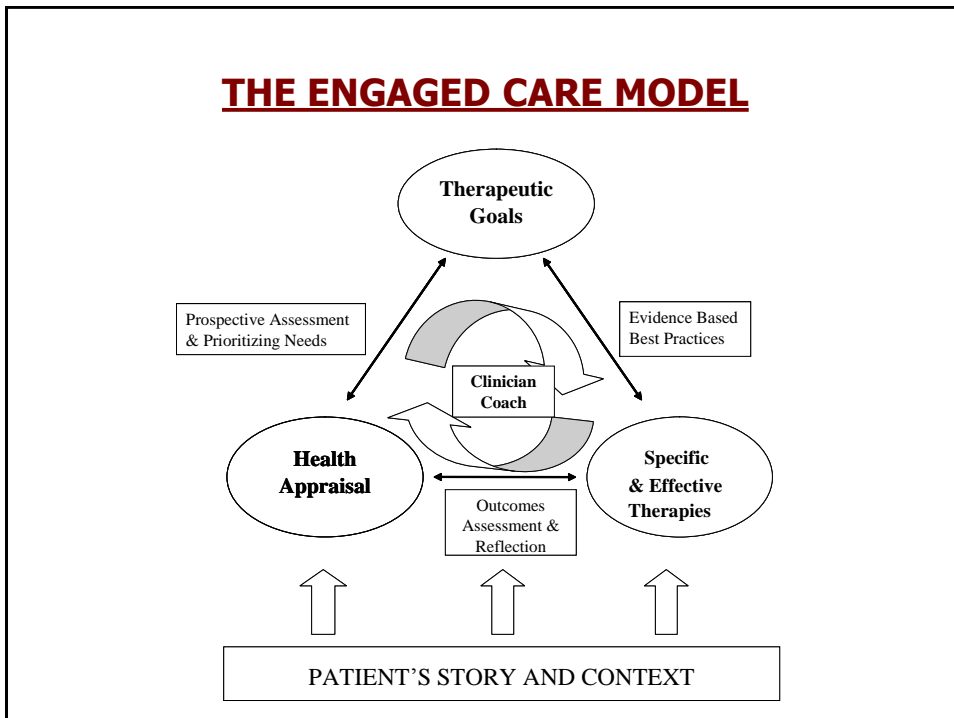 THE ENGAGED CARE MODEL
Therapeutic
Goals
Prospective Assessment
& Prioritizing Needs
Evidence Based
Best Practices
Clinician
Coach
Health
Appraisal
Specific
& Effective
Therapies
Outcomes
Assessment &
Reflection
PATIENT’S STORY AND CONTEXT